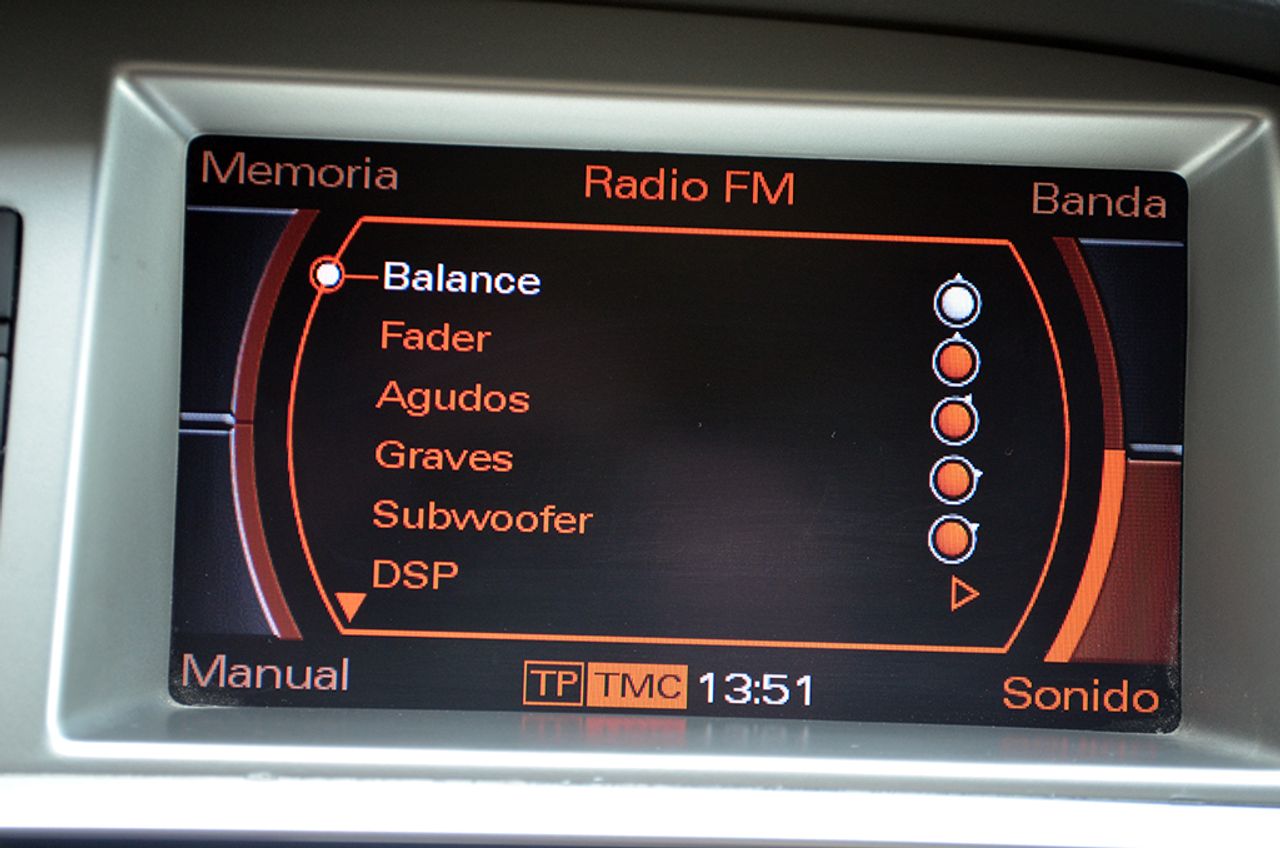 Memoria
Radio FM
Banda
Balance
Fader
Agudos
Graves
Subwoofer
DSP
Manual
TP TMC 13:51
Sonido